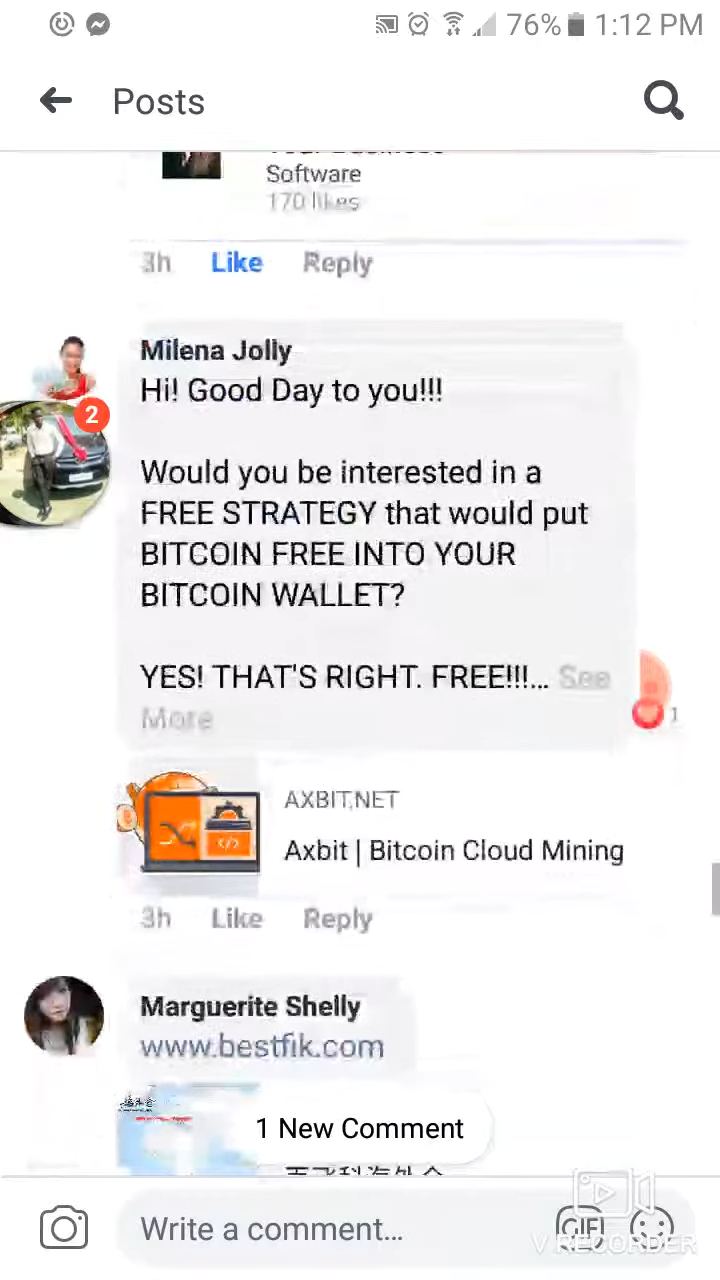 76% 1:12 PM
Posts
Software
170 likes
3h Like Reply
Milena Jolly
Hi! Good Day to you!!!
2
Would you be interested in a
FREE STRATEGY that would put
BITCOIN FREE INTO YOUR
BITCOIN WALLET?
YES! THAT'S RIGHT. FREE!!!... See
More
1
AXBIT.NET
Axbit | Bitcoin Cloud Mining
3h Like Reply
Marguerite Shelly
www.bestfik.com
1 New Comment
Write a comment...
GIF
V RECORDER